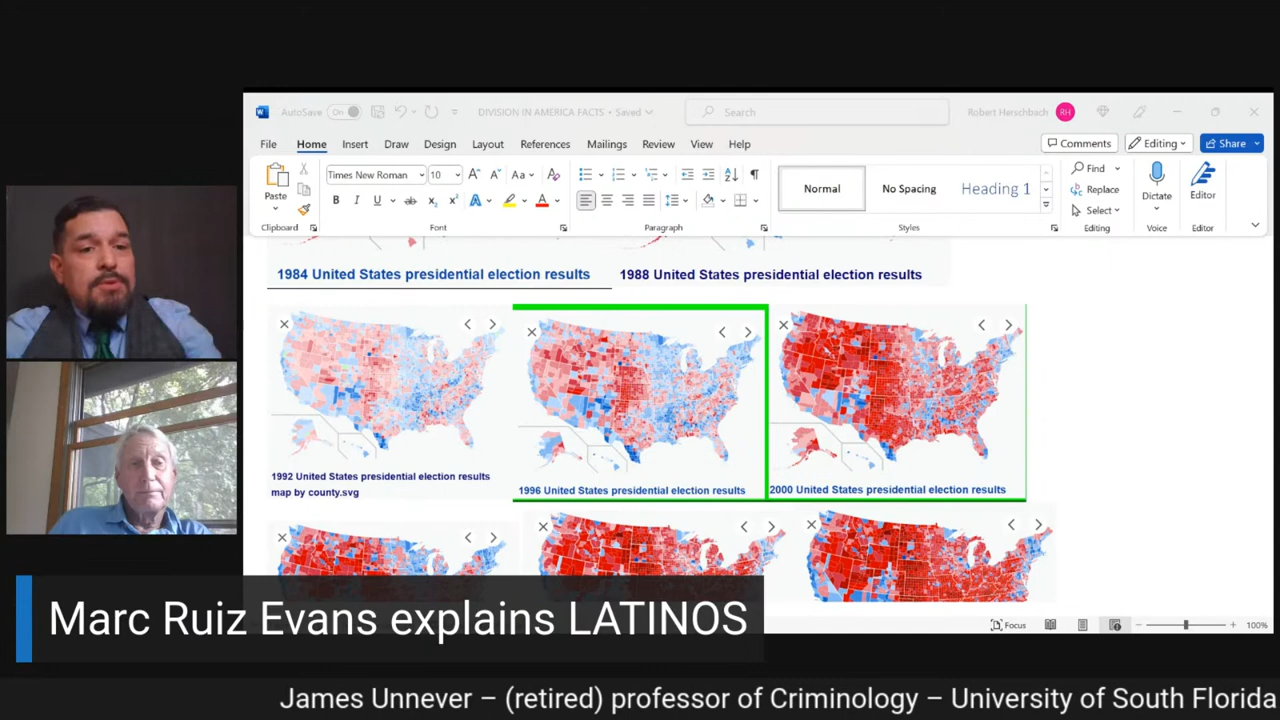 AutoSave On DIVISION IN AMERICA FACTS • Saved Search Robert Herschbach RH
File Home Insert Draw Design Layout References Mailings Review View Help Comments Editing Share
Paste Times New Roman 10 Normal No Spacing Heading 1 Find Replace Select Dictate Editor
Clipboard Font Paragraph Styles Editing Voice Editor
1984 United States presidential election results 1988 United States presidential election results
1992 United States presidential election results
map by county.svg
1996 United States presidential election results
2000 United States presidential election results
Marc Ruiz Evans explains LATINOS
Focus 100%
James Unnever – (retired) professor of Criminology – University of South Florida